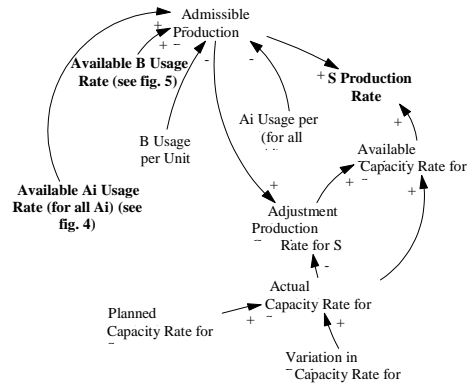 Admissible
Production
Available B Usage
Rate (see fig. 5)
S Production
Rate
B Usage
per Unit
Ai Usage per
(for all
Available
Capacity Rate for
Available Ai Usage
Rate (for all Ai) (see
fig. 4)
Adjustment
Production
Rate for S
Actual
Capacity Rate for
Planned
Capacity Rate for
Variation in
Capacity Rate for